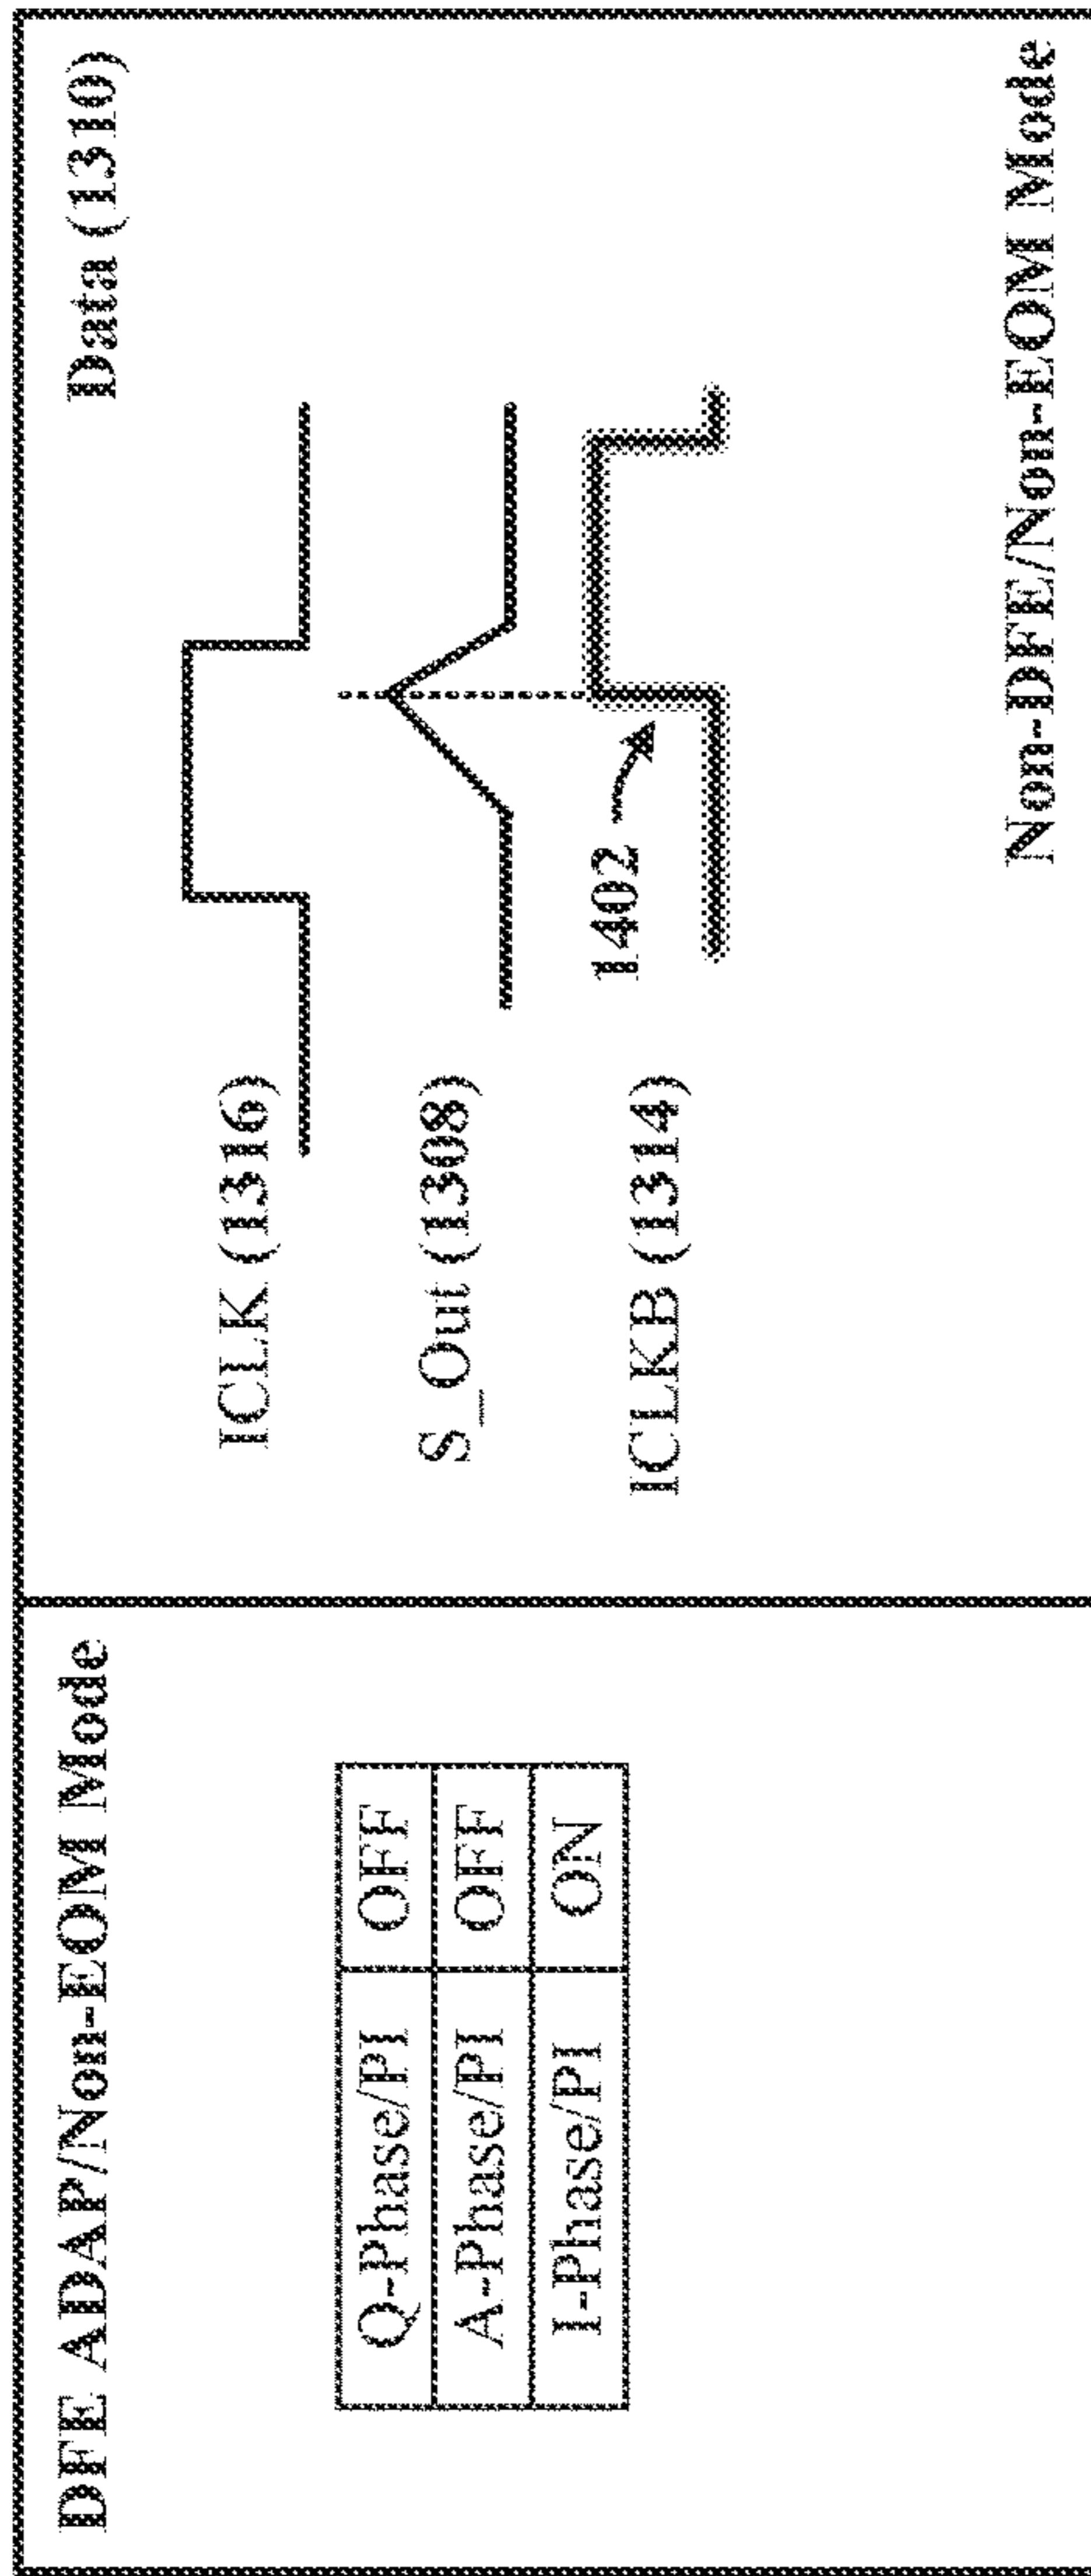 DFE ADAP/Non-EOM Mode
Q-Phase/PI OFF
A-Phase/PI OFF
I-Phase/PI ON
Data (1310)
ICLK (1316)
S_Out (1308)
1402
ICLKB (1314)
Non-DFE/Non-EOM Mode